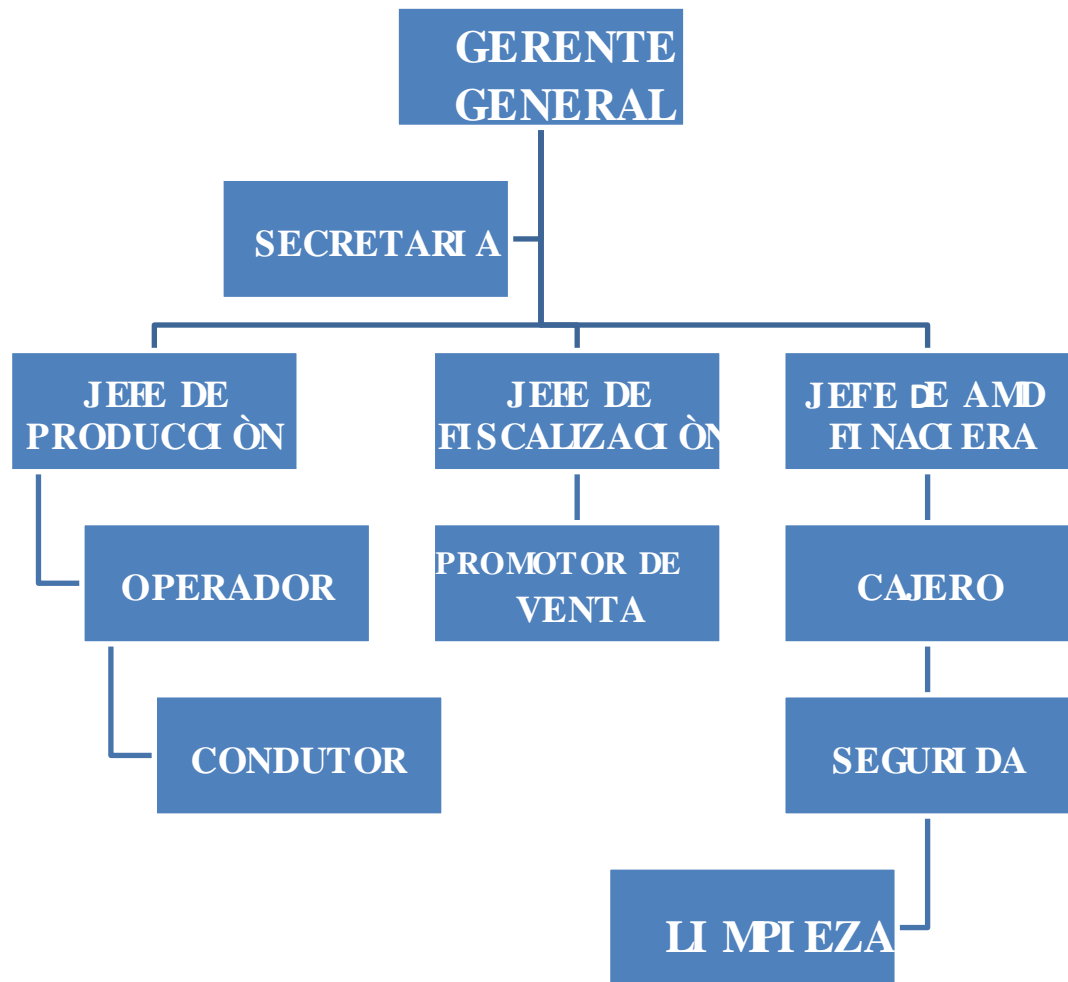 GERENTE
GENERAL
SECRETARIA
JEFE DE
PRODUCCIÒN
JEFE DE
FISCALIZACIÒN
JEFE DE AMD
FINACIERA
OPERADOR
PROMOTOR DE
VENTA
CAJERO
CONDUTOR
SEGURIDA
LIMPIEZA